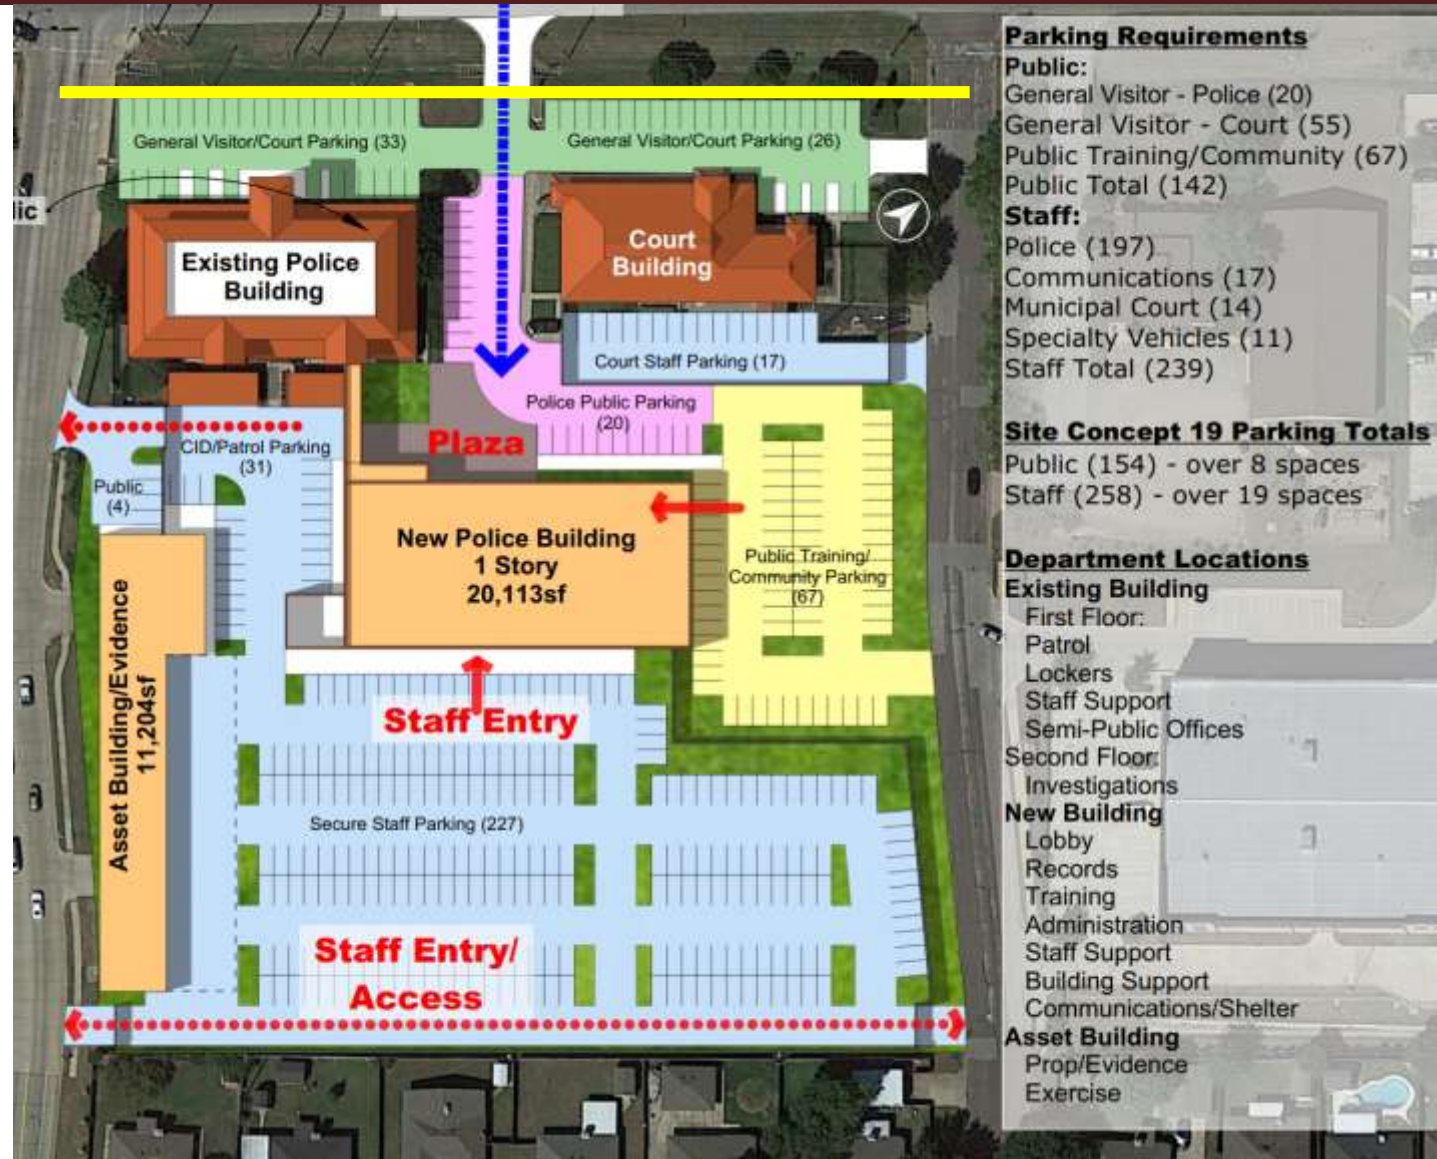 General Visitor/Court Parking (33)
General Visitor/Court Parking (26)
lic
Existing Police
Building
Court
Building
Court Staff Parking (17)
Police Public Parking
(20)
Plaza
CID/Patrol Parking
(31)
Public
(4)
New Police Building
1 Story
20,113sf
Public Training/
Community Parking
(67)
Asset Building/Evidence
11,204sf
Staff Entry
Secure Staff Parking (227)
Staff Entry/
Access
Parking Requirements
Public:
General Visitor - Police (20)
General Visitor - Court (55)
Public Training/Community (67)
Public Total (142)
Staff:
Police (197)
Communications (17)
Municipal Court (14)
Specialty Vehicles (11)
Staff Total (239)
Site Concept 19 Parking Totals
Public (154) - over 8 spaces
Staff (258) - over 19 spaces
Department Locations
Existing Building
First Floor:
Patrol
Lockers
Staff Support
Semi-Public Offices
Second Floor:
Investigations
New Building
Lobby
Records
Training
Administration
Staff Support
Building Support
Communications/Shelter
Asset Building
Prop/Evidence
Exercise